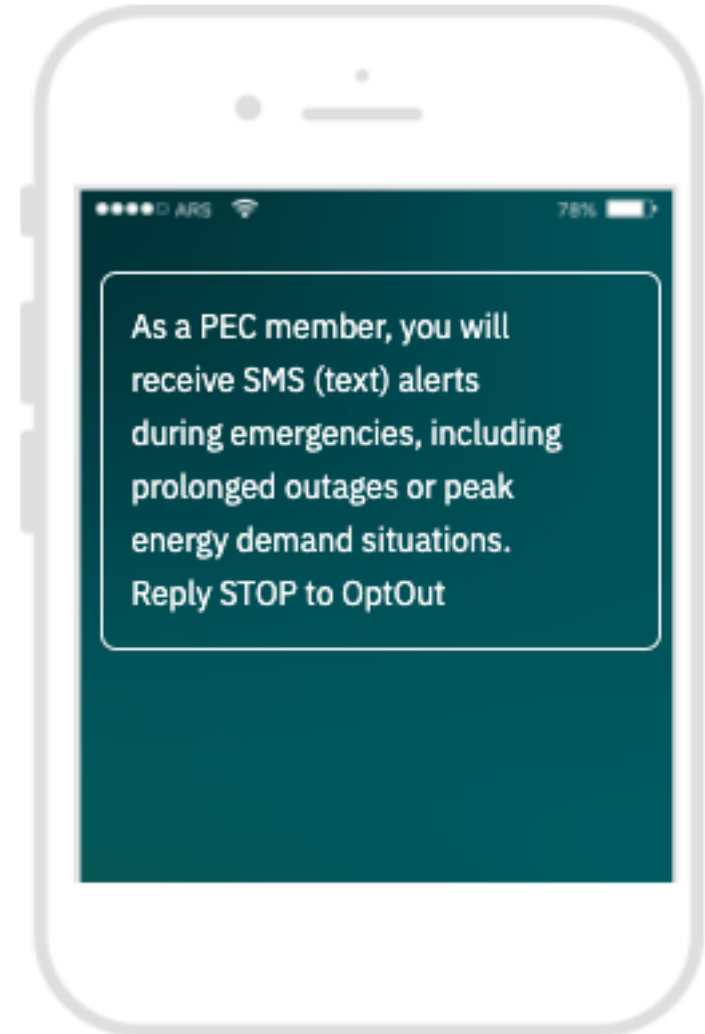 ARS 78%
As a PEC member, you will
receive SMS (text) alerts
during emergencies, including
prolonged outages or peak
energy demand situations.
Reply STOP to OptOut